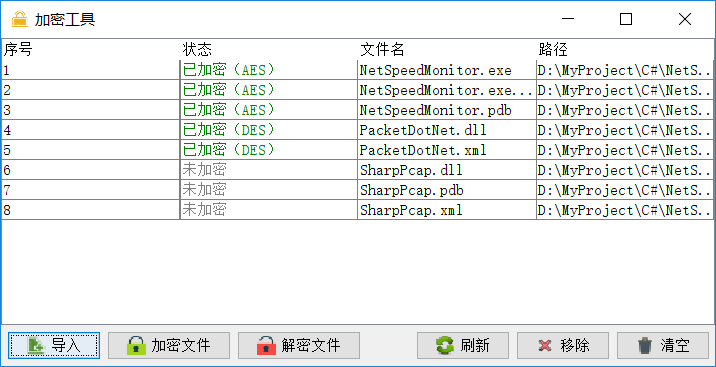 加密工具
序号 状态 文件名 路径
1 已加密（AES） NetSpeedMonitor.exe D:\MyProject\C#\NetS...
2 已加密（AES） NetSpeedMonitor.exe... D:\MyProject\C#\NetS...
3 已加密（AES） NetSpeedMonitor.pdb D:\MyProject\C#\NetS...
4 已加密（DES） PacketDotNet.dll D:\MyProject\C#\NetS...
5 已加密（DES） PacketDotNet.xml D:\MyProject\C#\NetS...
6 未加密 SharpPcap.dll D:\MyProject\C#\NetS...
7 未加密 SharpPcap.pdb D:\MyProject\C#\NetS...
8 未加密 SharpPcap.xml D:\MyProject\C#\NetS...
导入 加密文件 解密文件 刷新 移除 清空